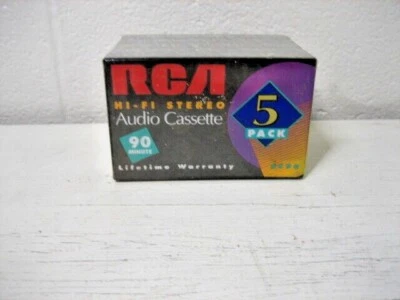 RCA
HI-FI STEREO
Audio Cassette
90
MINUTE
5
PACK
Lifetime Warranty